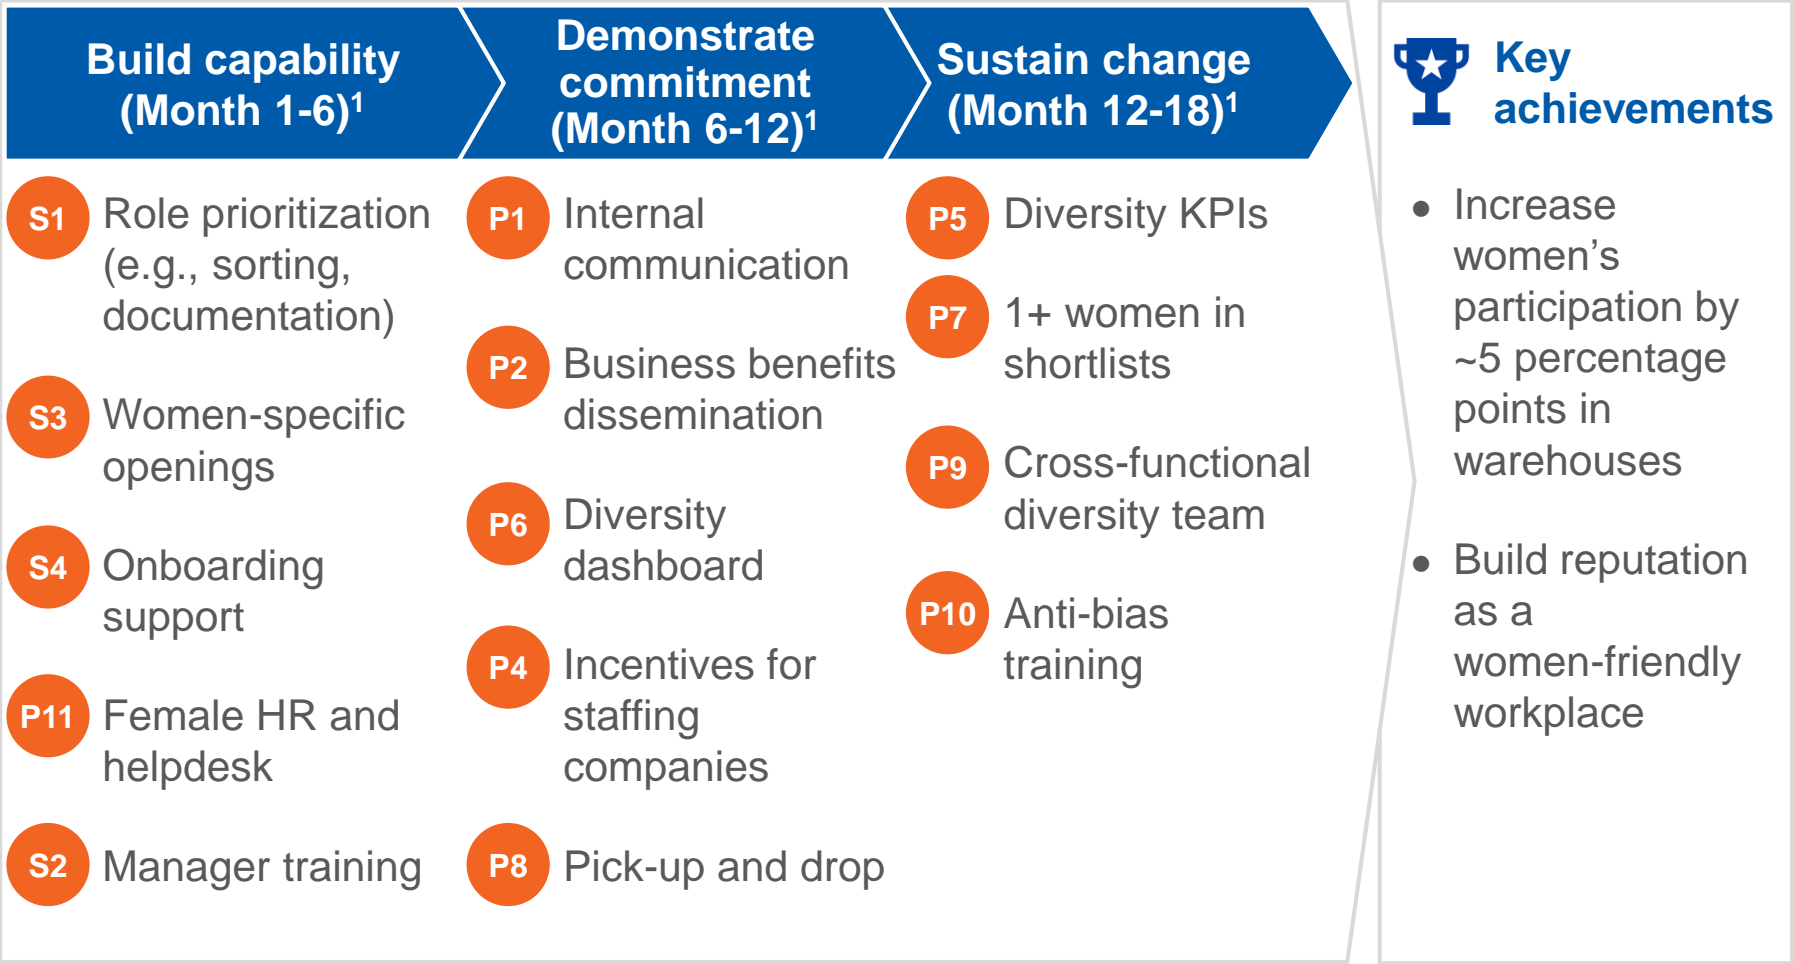 Build capability
(Month 1-6)1
S1
Role prioritization
(e.g., sorting,
documentation)
S3
Women-specific
openings
S4
Onboarding
support
P11
Female HR and
helpdesk
S2
Manager training
Demonstrate
commitment
(Month 6-12)1
P1
Internal
communication
P2
Business benefits
dissemination
P6
Diversity
dashboard
P4
Incentives for
staffing
companies
P8
Pick-up and drop
Sustain change
(Month 12-18)1
P5
Diversity KPIs
P7
1+ women in
shortlists
P9
Cross-functional
diversity team
P10
Anti-bias
training
Key
achievements
● Increase
women’s
participation by
~5 percentage
points in
warehouses
● Build reputation
as a
women-friendly
workplace